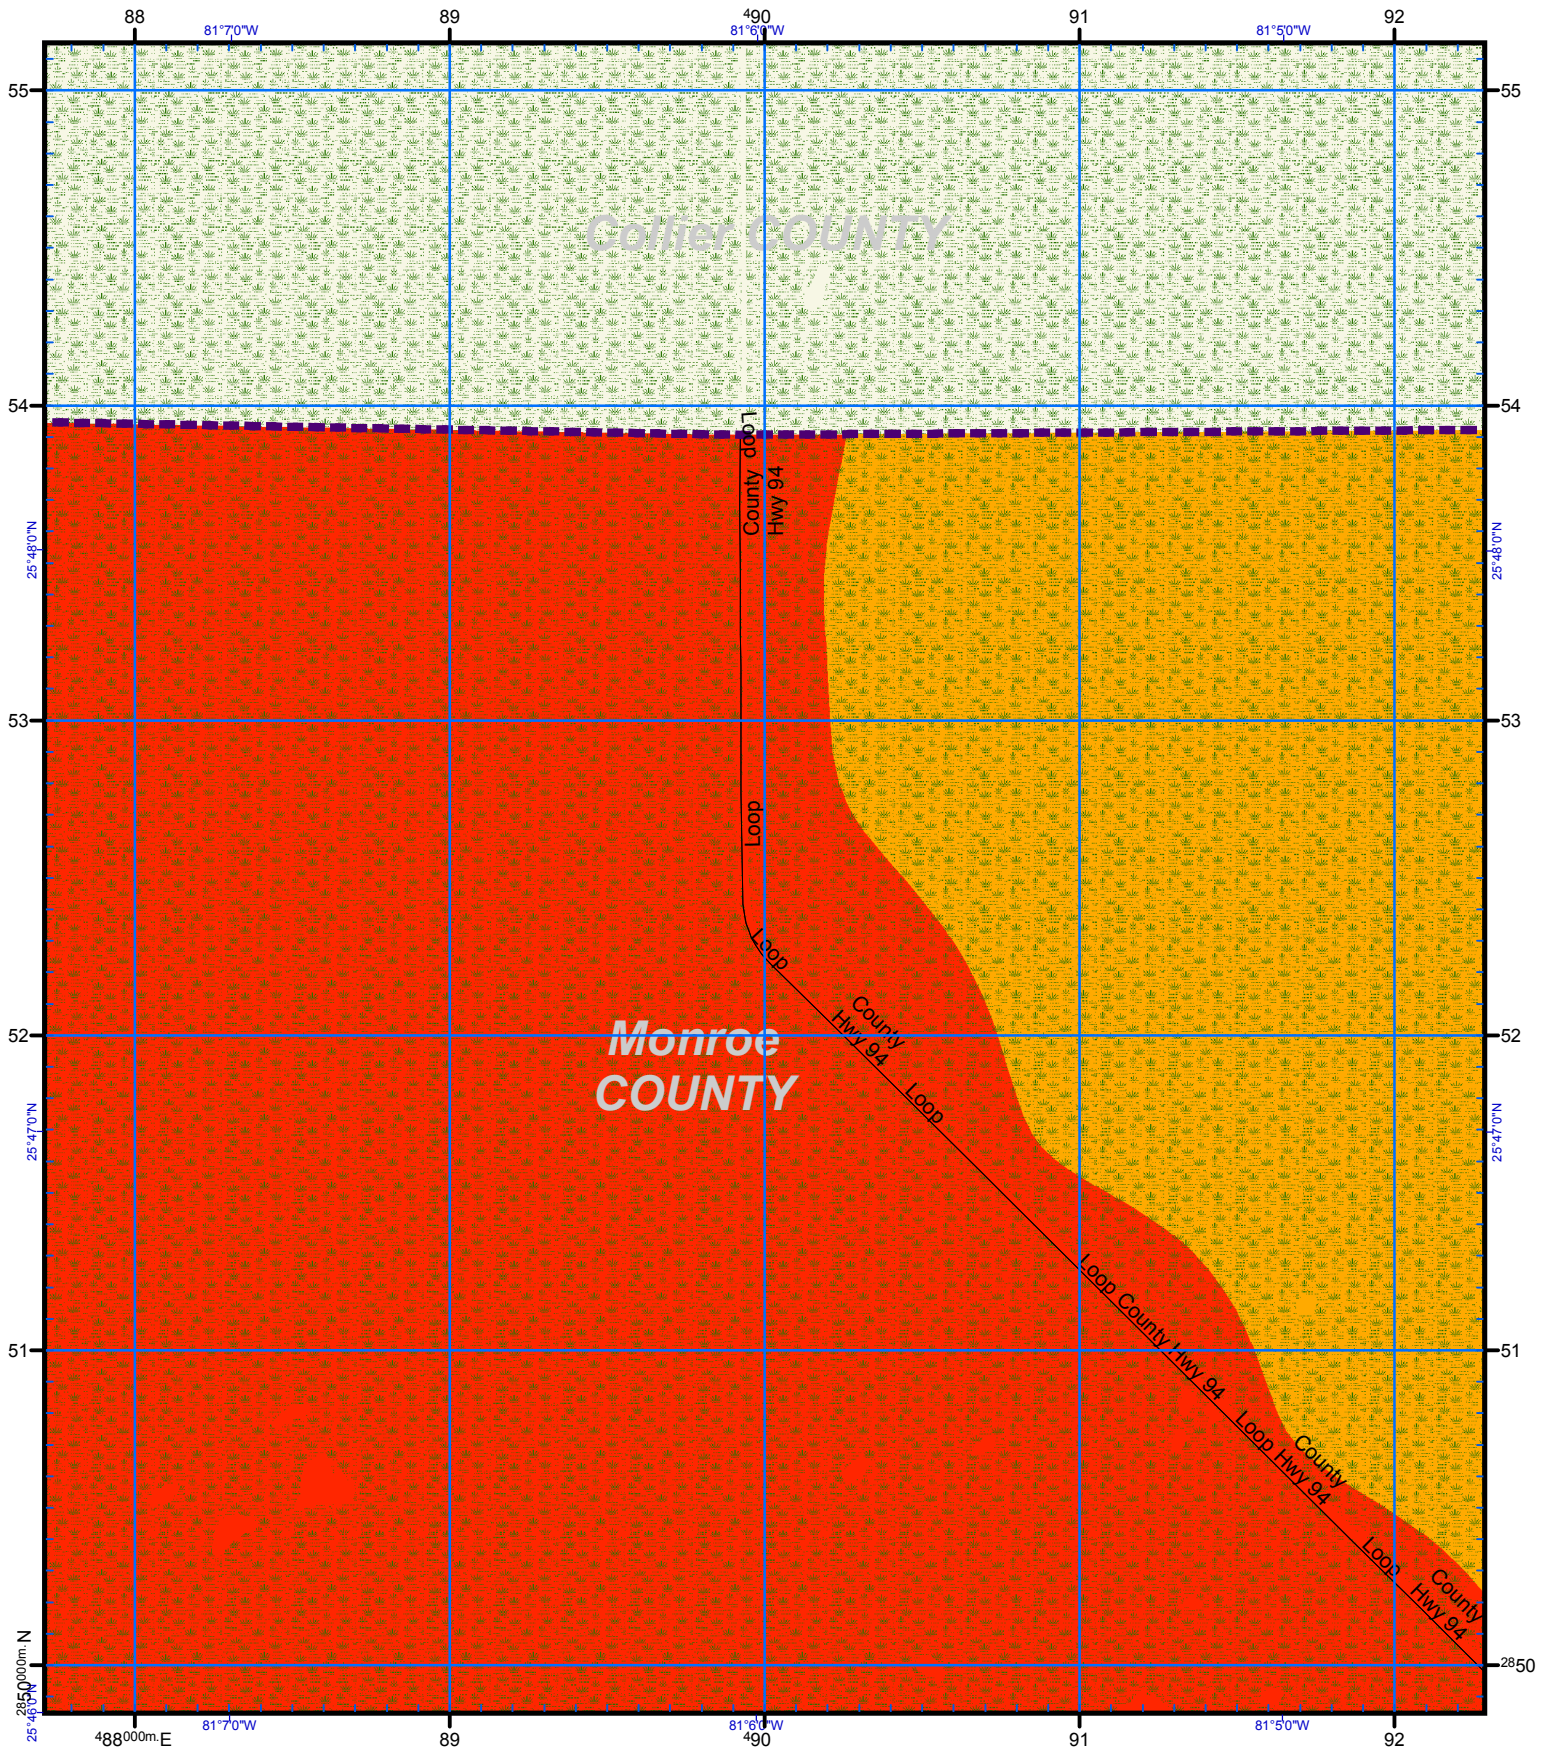 88 89 ⁴90 91 92
81°7'0"W 81°6'0"W 81°5'0"W
55 55
Collier COUNTY
54 54
Loop
County
Hwy 94
25°48'0"N 25°48'0"N
53 53
Loop
Loop
County
Hwy 94
52 52
Monroe
COUNTY
Loop
25°47'0"N 25°47'0"N
Loop County Hwy 94
51 51
Loop Hwy 94
County
Loop
County
Hwy 94
²⁸50⁰⁰⁰ᵐ·N ²⁸50
25°46'0"N
81°7'0"W 81°6'0"W 81°5'0"W
⁴88⁰⁰⁰ᵐ·E 89 ⁴90 91 92